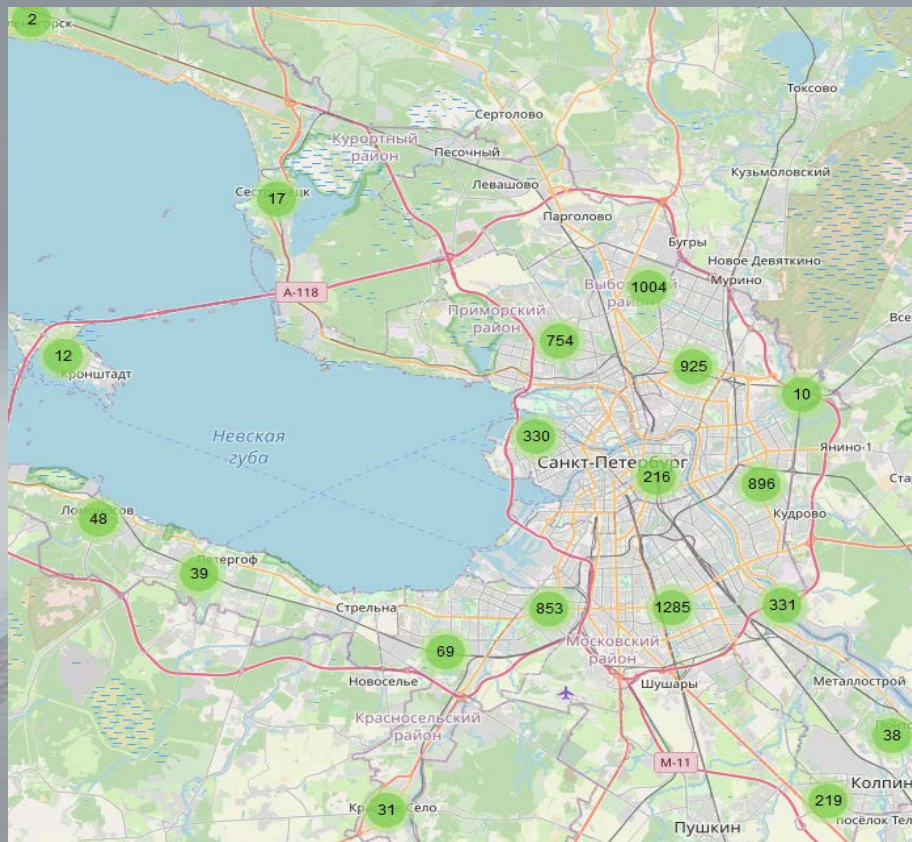 2
17
Токсово
Сертолово
Курортный
район
Песочный
Левашово
Кузьмоловский
Парголово
Бугры
Новое Девяткино
Мурино
А-118
1004
Приморский
район
754
925
10
12
Кронштадт
330
Невская
губа
Санкт-Петербург
216
896
Янино-1
Кудрово
48
39
Стрельна
853
1285
331
Московский
район
69
Новоселье
Шушары
Металлострой
Красносельский
район
38
М-11
31
219
Пушкин